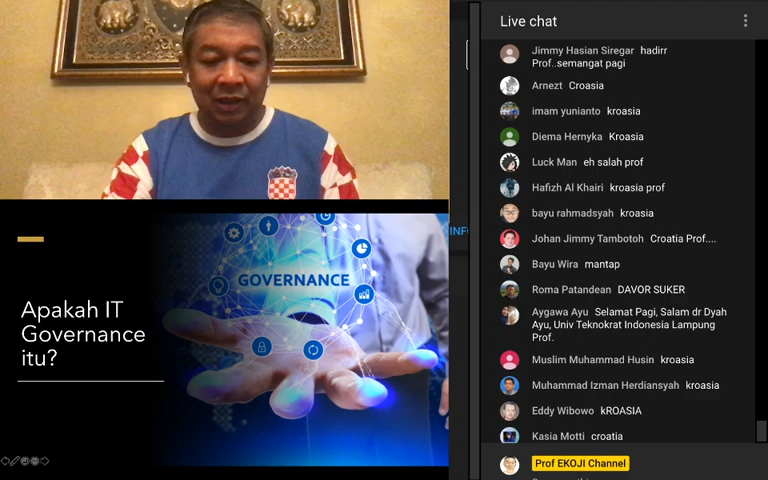 Apakah IT
Governance
itu?
GOVERNANCE
INFO
Live chat
Jimmy Hasian Siregar hadirr
Prof..semangat pagi
Arnezt Croasia
imam yunianto kroasia
Diema Hernyka Kroasia
Luck Man eh salah prof
Hafizh Al Khairi kroasia prof
bayu rahmadsyah kroasia
Johan Jimmy Tambotoh Croatia Prof....
Bayu Wira mantap
Roma Patandean DAVOR SUKER
Aygawa Ayu Selamat Pagi, Salam dr Dyah
Ayu, Univ Teknokrat Indonesia Lampung
Prof.
Muslim Muhammad Husin kroasia
Muhammad Izman Herdiansyah kroasia
Eddy Wibowo kROASIA
Kasia Motti croatia
Prof EKOJI Channel